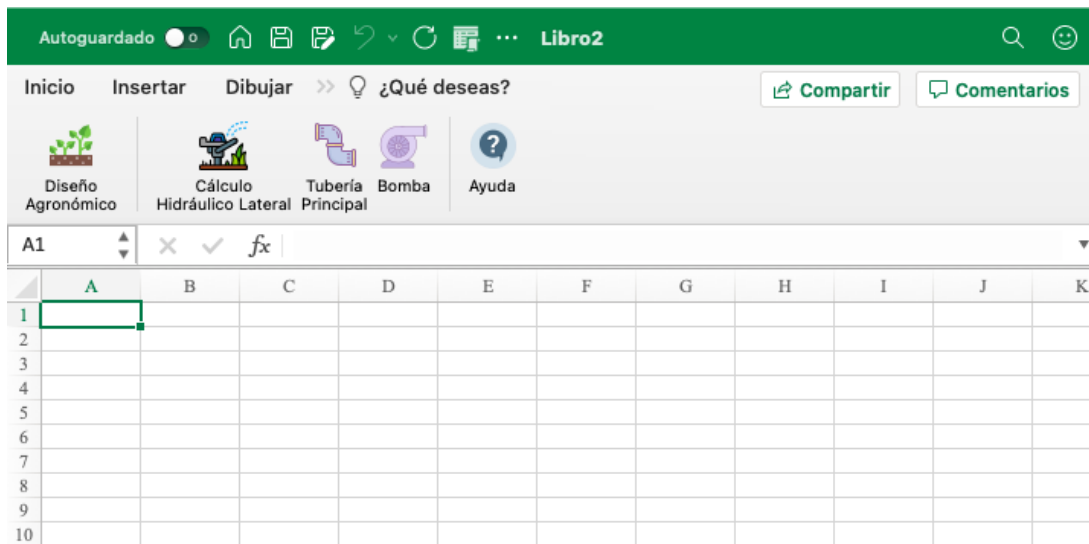 Autoguardado Libro2
Inicio Insertar Dibujar >> ¿Qué deseas? Compartir Comentarios
Diseño Cálculo Tubería Bomba Ayuda
Agronómico Hidráulico Lateral Principal
A1 fx
A B C D E F G H I J K
1
2
3
4
5
6
7
8
9
10